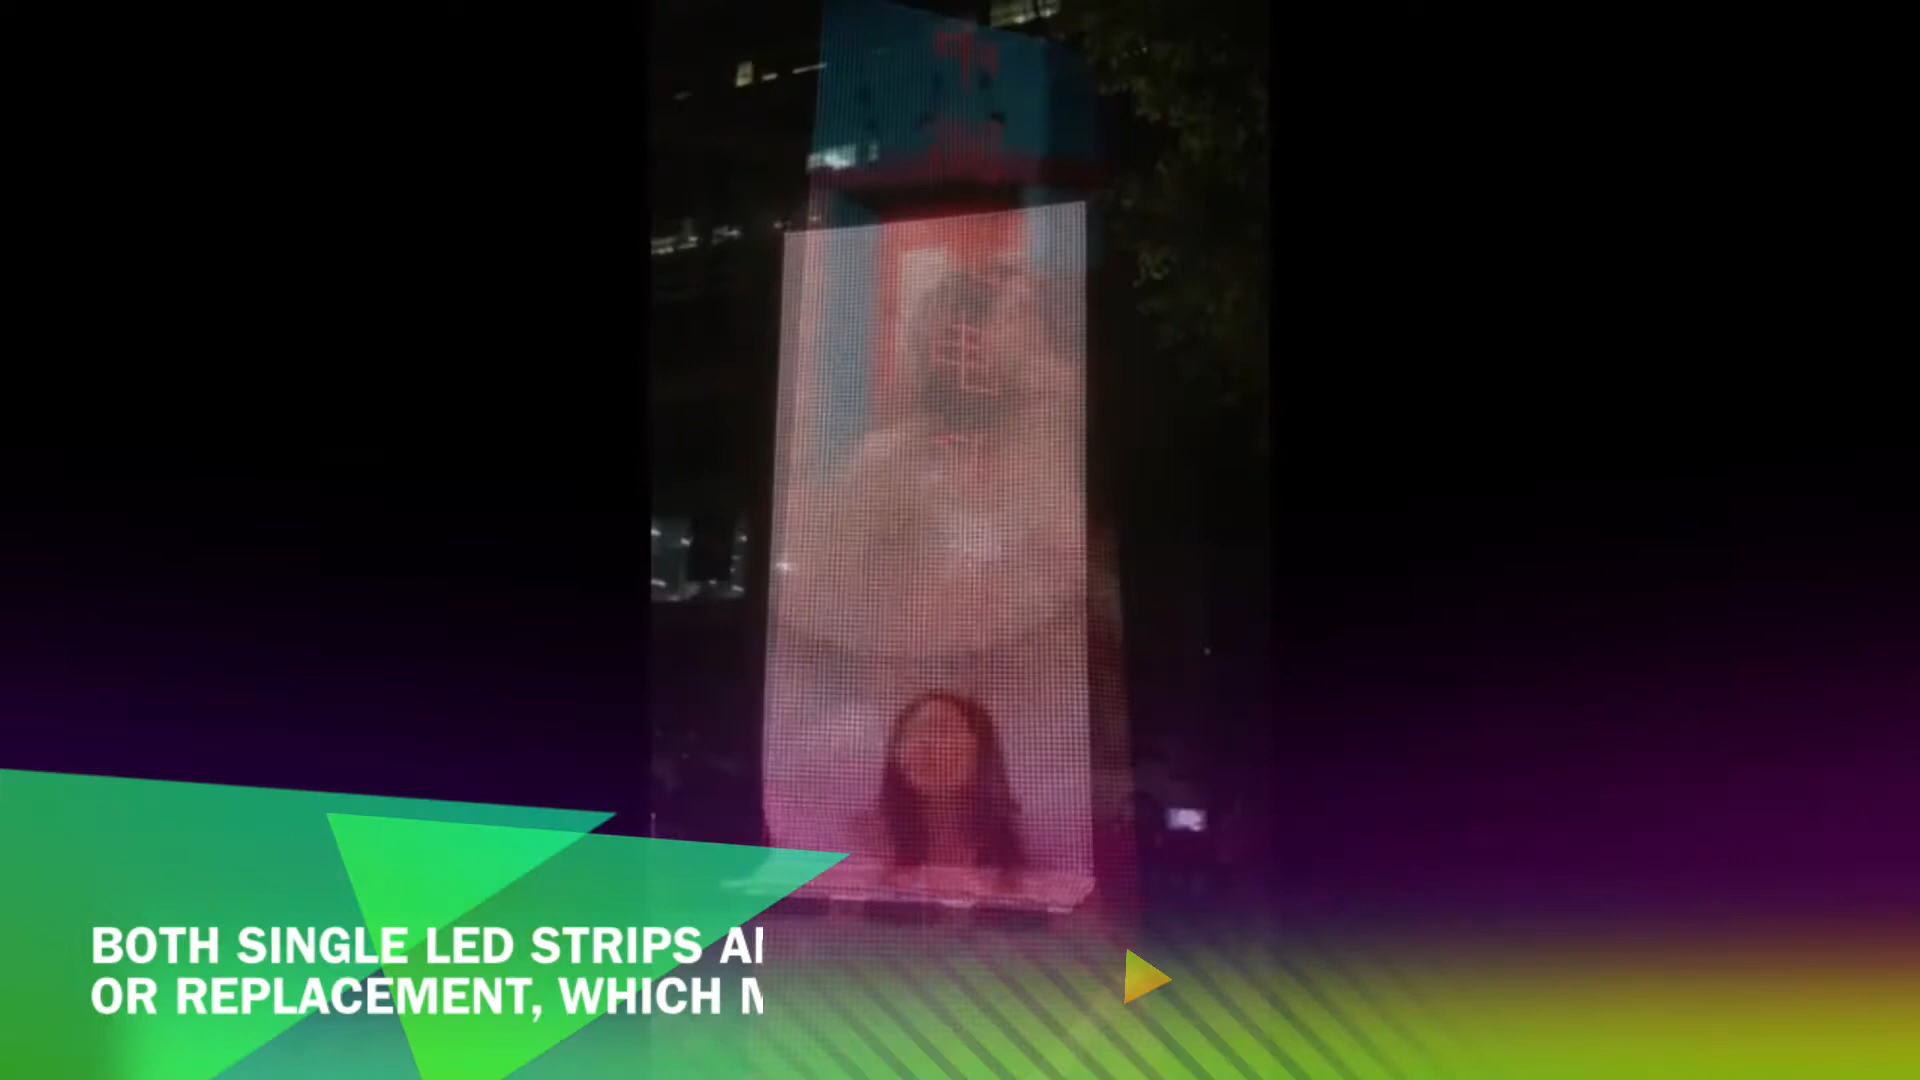 BOTH SINGLE LED STRIPS
OR REPLACEMENT, WHICH